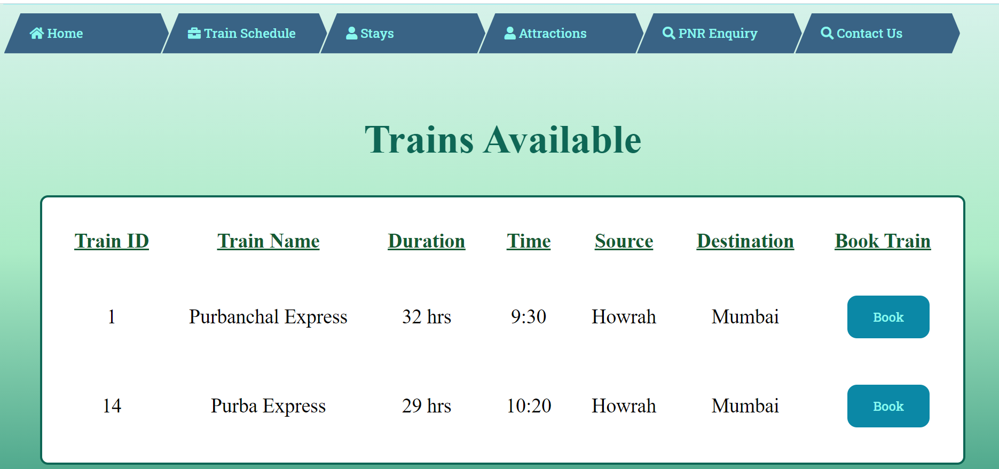 Home Train Schedule Stays Attractions PNR Enquiry Contact Us
Trains Available
Train ID Train Name Duration Time Source Destination Book Train
1 Purbanchal Express 32 hrs 9:30 Howrah Mumbai Book
14 Purba Express 29 hrs 10:20 Howrah Mumbai Book